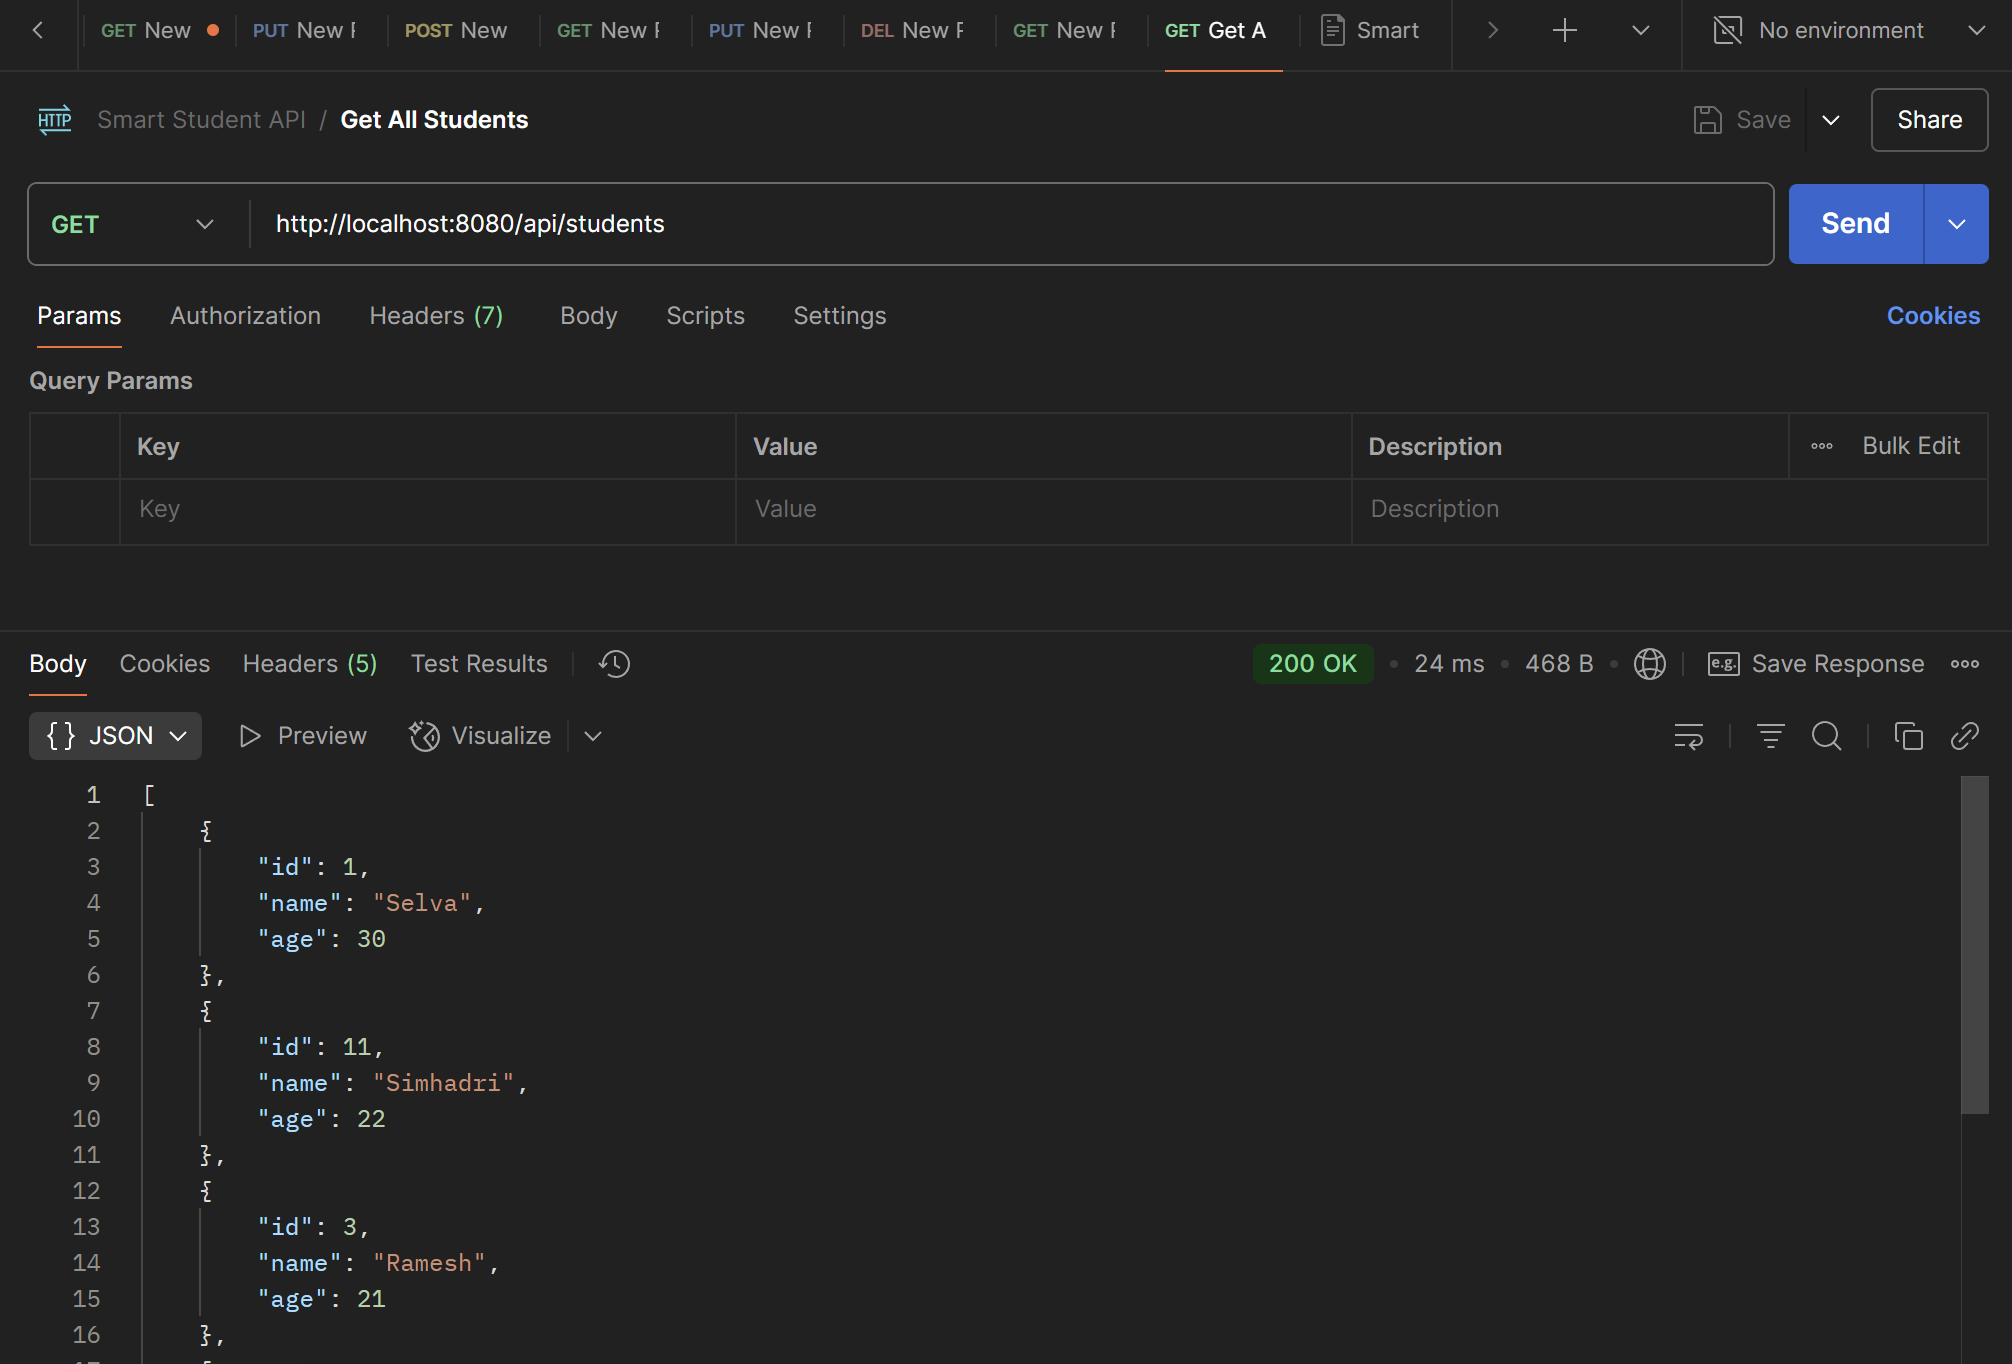 GET New
PUT New F
POST New
GET New F
PUT New F
DEL New F
GET New F
GET Get A
Smart
No environment
HTTP
Smart Student API / Get All Students
Save
Share
GET
http://localhost:8080/api/students
Send
Params
Authorization
Headers (7)
Body
Scripts
Settings
Cookies
Query Params
Key
Value
Description
Bulk Edit
Key
Value
Description
Body
Cookies
Headers (5)
Test Results
200 OK
24 ms
468 B
e.g.
Save Response
{} JSON
Preview
Visualize
1 [
2 {
3 "id": 1,
4 "name": "Selva",
5 "age": 30
6 },
7 {
8 "id": 11,
9 "name": "Simhadri",
10 "age": 22
11 },
12 {
13 "id": 3,
14 "name": "Ramesh",
15 "age": 21
16 },